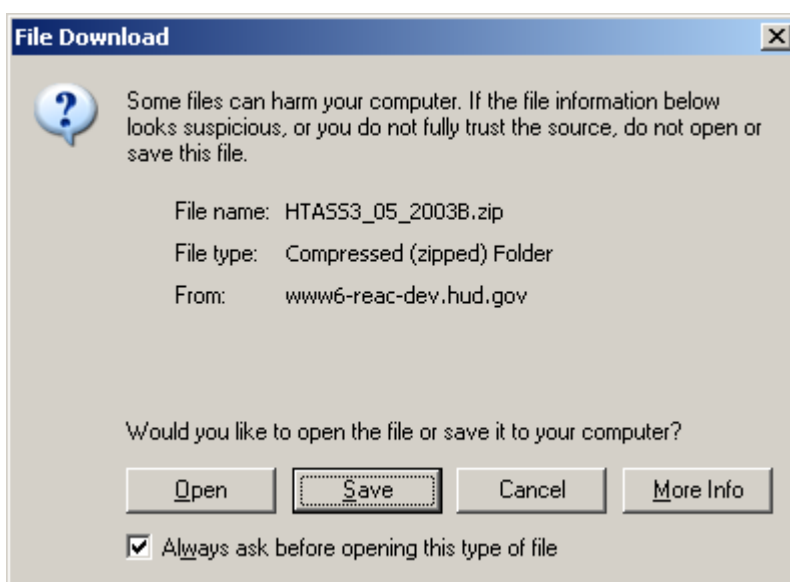 File Download
Some files can harm your computer. If the file information below
looks suspicious, or you do not fully trust the source, do not open or
save this file.
File name: HTASS3_05_2003B.zip
File type: Compressed (zipped) Folder
From: www6-reac-dev.hud.gov
Would you like to open the file or save it to your computer?
Open Save Cancel More Info
Always ask before opening this type of file